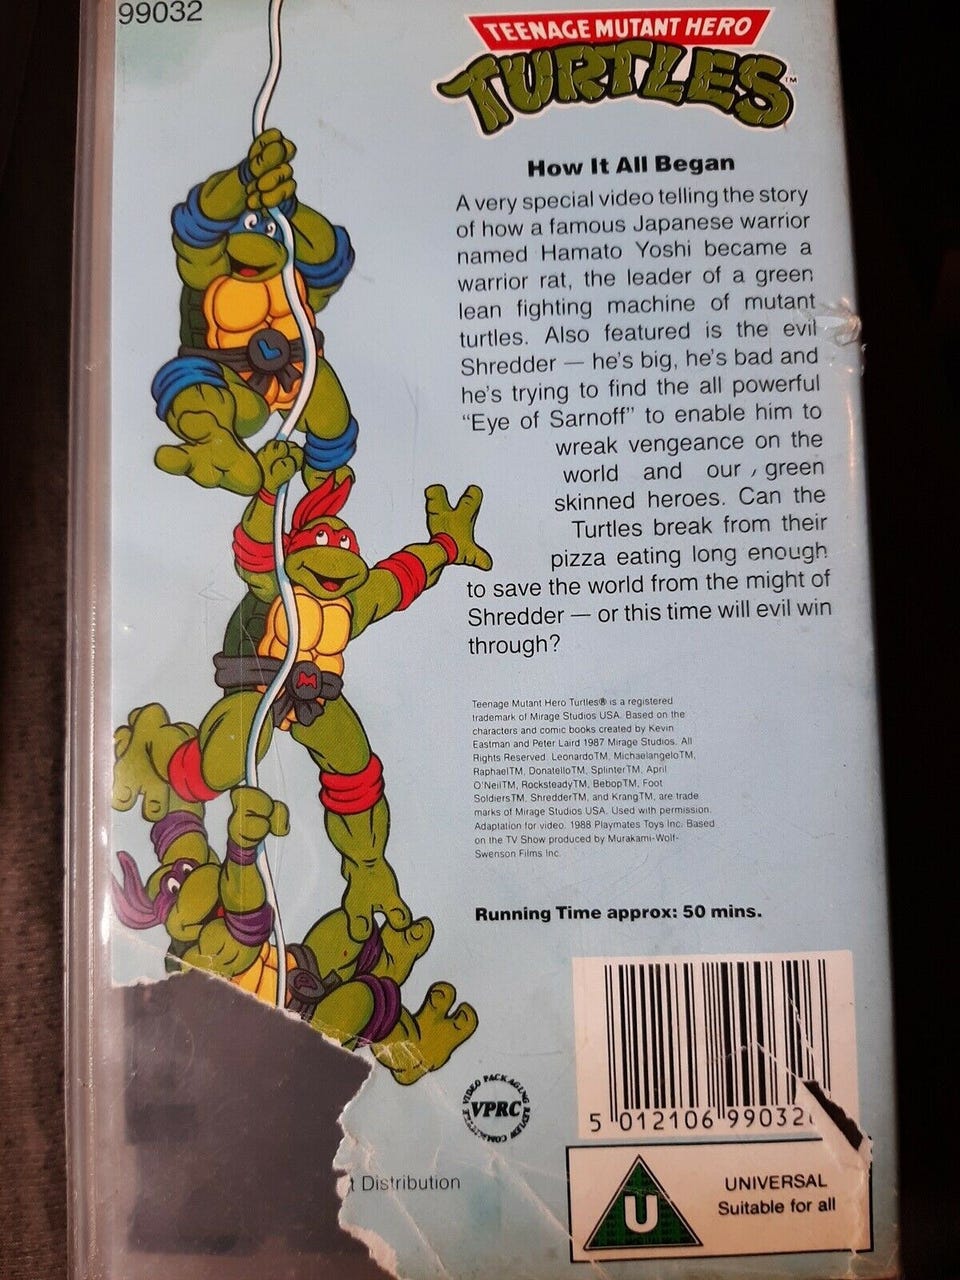 99032
TEENAGE MUTANT HERO
TURTLES™
How It All Began
A very special video telling the story
of how a famous Japanese warrior
named Hamato Yoshi became a
warrior rat, the leader of a green
lean fighting machine of mutant
turtles. Also featured is the evil
Shredder — he's big, he's bad and
he's trying to find the all powerful
"Eye of Sarnoff" to enable him to
wreak vengeance on the
world and our, green
skinned heroes. Can the
Turtles break from their
pizza eating long enough
to save the world from the might of
Shredder — or this time will evil win
through?
L
M
Teenage Mutant Hero Turtles® is a registered
trademark of Mirage Studios USA. Based on the
characters and comic books created by Kevin
Eastman and Peter Laird 1987 Mirage Studios. All
Rights Reserved. LeonardoTM, MichaelangeloTM,
RaphaelTM, DonatelloTM, SplinterTM, April
O'NeilTM, RocksteadyTM, BebopTM, Foot
SoldiersTM, ShredderTM, and KrangTM, are trade
marks of Mirage Studios USA. Used with permission.
Adaptation for video. 1988 Playmates Toys Inc. Based
on the TV Show produced by Murakami-Wolf-
Swenson Films Inc.
Running Time approx: 50 mins.
VIDEO PACKAGING REVIEW COMMITTEE
VPRC
5 012106 99032
t Distribution
U
UNIVERSAL
Suitable for all